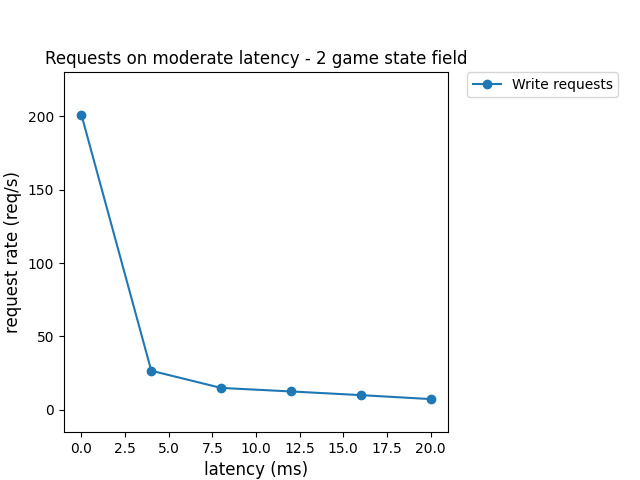 Requests on moderate latency - 2 game state field
Write requests
request rate (req/s)
200
150
100
50
0
0.0 2.5 5.0 7.5 10.0 12.5 15.0 17.5 20.0
latency (ms)